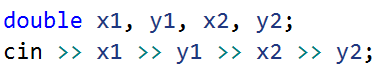 double x1, y1, x2, y2;
cin >> x1 >> y1 >> x2 >> y2;